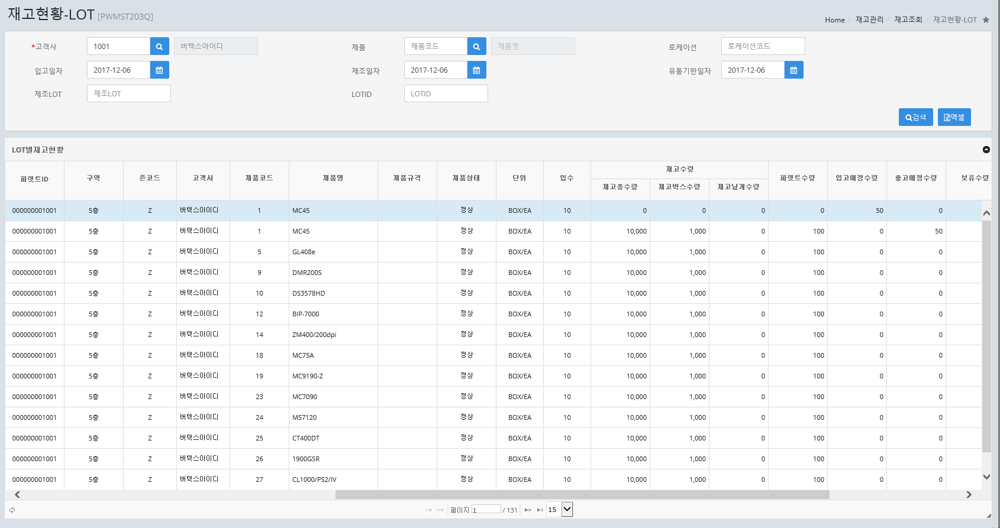 재고현황-LOT [PWMST203Q]
Home / 재고관리 / 재고조회 / 재고현황-LOT
*고객사 1001 버텍스아이디 제품 제품코드 제품명 로케이션 로케이션코드
입고일자 2017-12-06 제조일자 2017-12-06 유통기한일자 2017-12-06
제조LOT 제조LOT LOTID LOTID
검색 엑셀
LOT별재고현황
파렛트ID 구역 존코드 고객사 제품코드 제품명 제품규격 제품상태 단위 입수 재고수량 파렛트수량 입고예정수량 출고예정수량 보류수량
재고총수량 재고박스수량 재고낱개수량
000000001001 5층 Z 버텍스아이디 1 MC45 정상 BOX/EA 10 0 0 0 0 50 0
000000001001 5층 Z 버텍스아이디 1 MC45 정상 BOX/EA 10 10,000 1,000 0 100 0 50
000000001001 5층 Z 버텍스아이디 5 GL408e 정상 BOX/EA 10 10,000 1,000 0 100 0 0
000000001001 5층 Z 버텍스아이디 9 DMR200S 정상 BOX/EA 10 10,000 1,000 0 100 0 0
000000001001 5층 Z 버텍스아이디 10 DS3578HD 정상 BOX/EA 10 10,000 1,000 0 100 0 0
000000001001 5층 Z 버텍스아이디 12 BIP-7000 정상 BOX/EA 10 10,000 1,000 0 100 0 0
000000001001 5층 Z 버텍스아이디 14 ZM400/200dpi 정상 BOX/EA 10 10,000 1,000 0 100 0 0
000000001001 5층 Z 버텍스아이디 18 MC75A 정상 BOX/EA 10 10,000 1,000 0 100 0 0
000000001001 5층 Z 버텍스아이디 19 MC9190-Z 정상 BOX/EA 10 10,000 1,000 0 100 0 0
000000001001 5층 Z 버텍스아이디 23 MC7090 정상 BOX/EA 10 10,000 1,000 0 100 0 0
000000001001 5층 Z 버텍스아이디 24 MS7120 정상 BOX/EA 10 10,000 1,000 0 100 0 0
000000001001 5층 Z 버텍스아이디 25 CT400DT 정상 BOX/EA 10 10,000 1,000 0 100 0 0
000000001001 5층 Z 버텍스아이디 26 1900GSR 정상 BOX/EA 10 10,000 1,000 0 100 0 0
000000001001 5층 Z 버텍스아이디 27 CL1000/PS2/IV 정상 BOX/EA 10 10,000 1,000 0 100 0 0
페이지 1 / 131 15